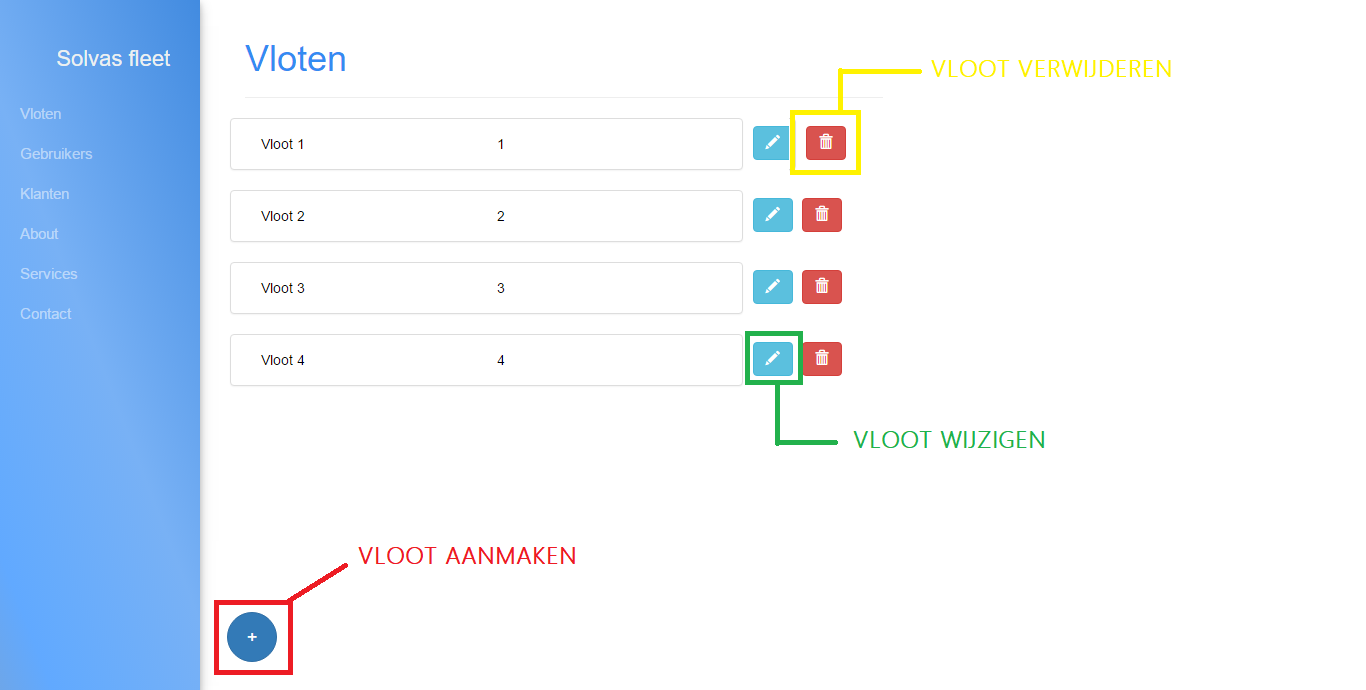 Solvas fleet
Vloten
Gebruikers
Klanten
About
Services
Contact
Vloten
VLOOT VERWIJDEREN
Vloot 1 1
Vloot 2 2
Vloot 3 3
Vloot 4 4
VLOOT WIJZIGEN
VLOOT AANMAKEN
+